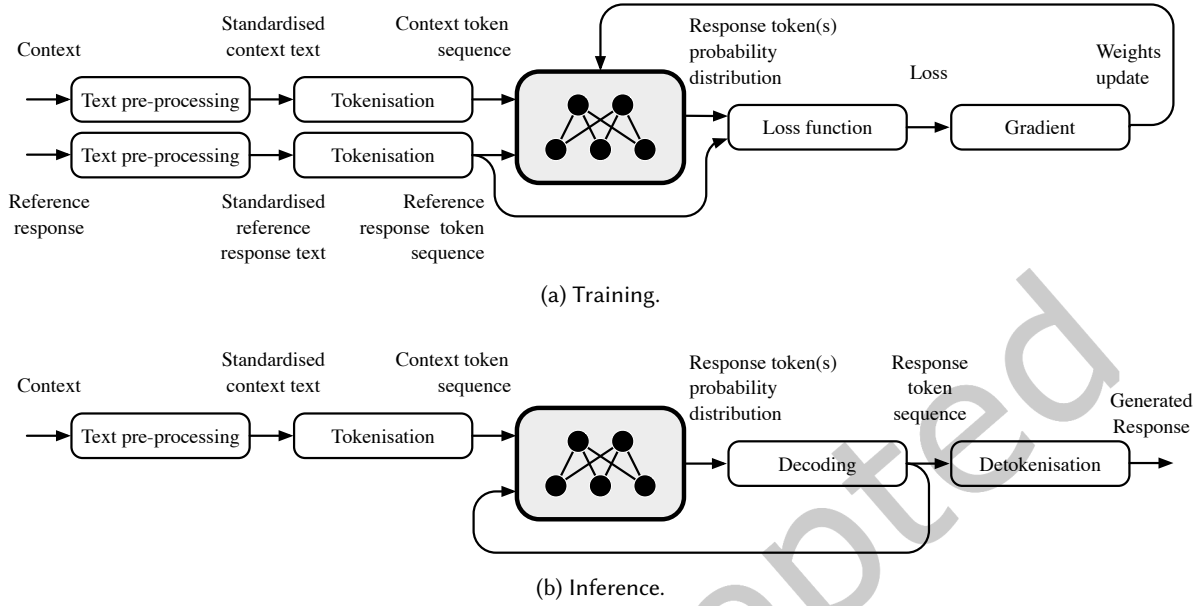 Context
Standardised
context text
Context token
sequence
Response token(s)
probability
distribution
Loss
Weights
update
Text pre-processing
Tokenisation
Loss function
Gradient
Text pre-processing
Tokenisation
Reference
response
Standardised
reference
response text
Reference
response token
sequence
(a) Training.
Context
Standardised
context text
Context token
sequence
Response token(s)
probability
distribution
Response
token
sequence
Generated
Response
Text pre-processing
Tokenisation
Decoding
Detokenisation
(b) Inference.